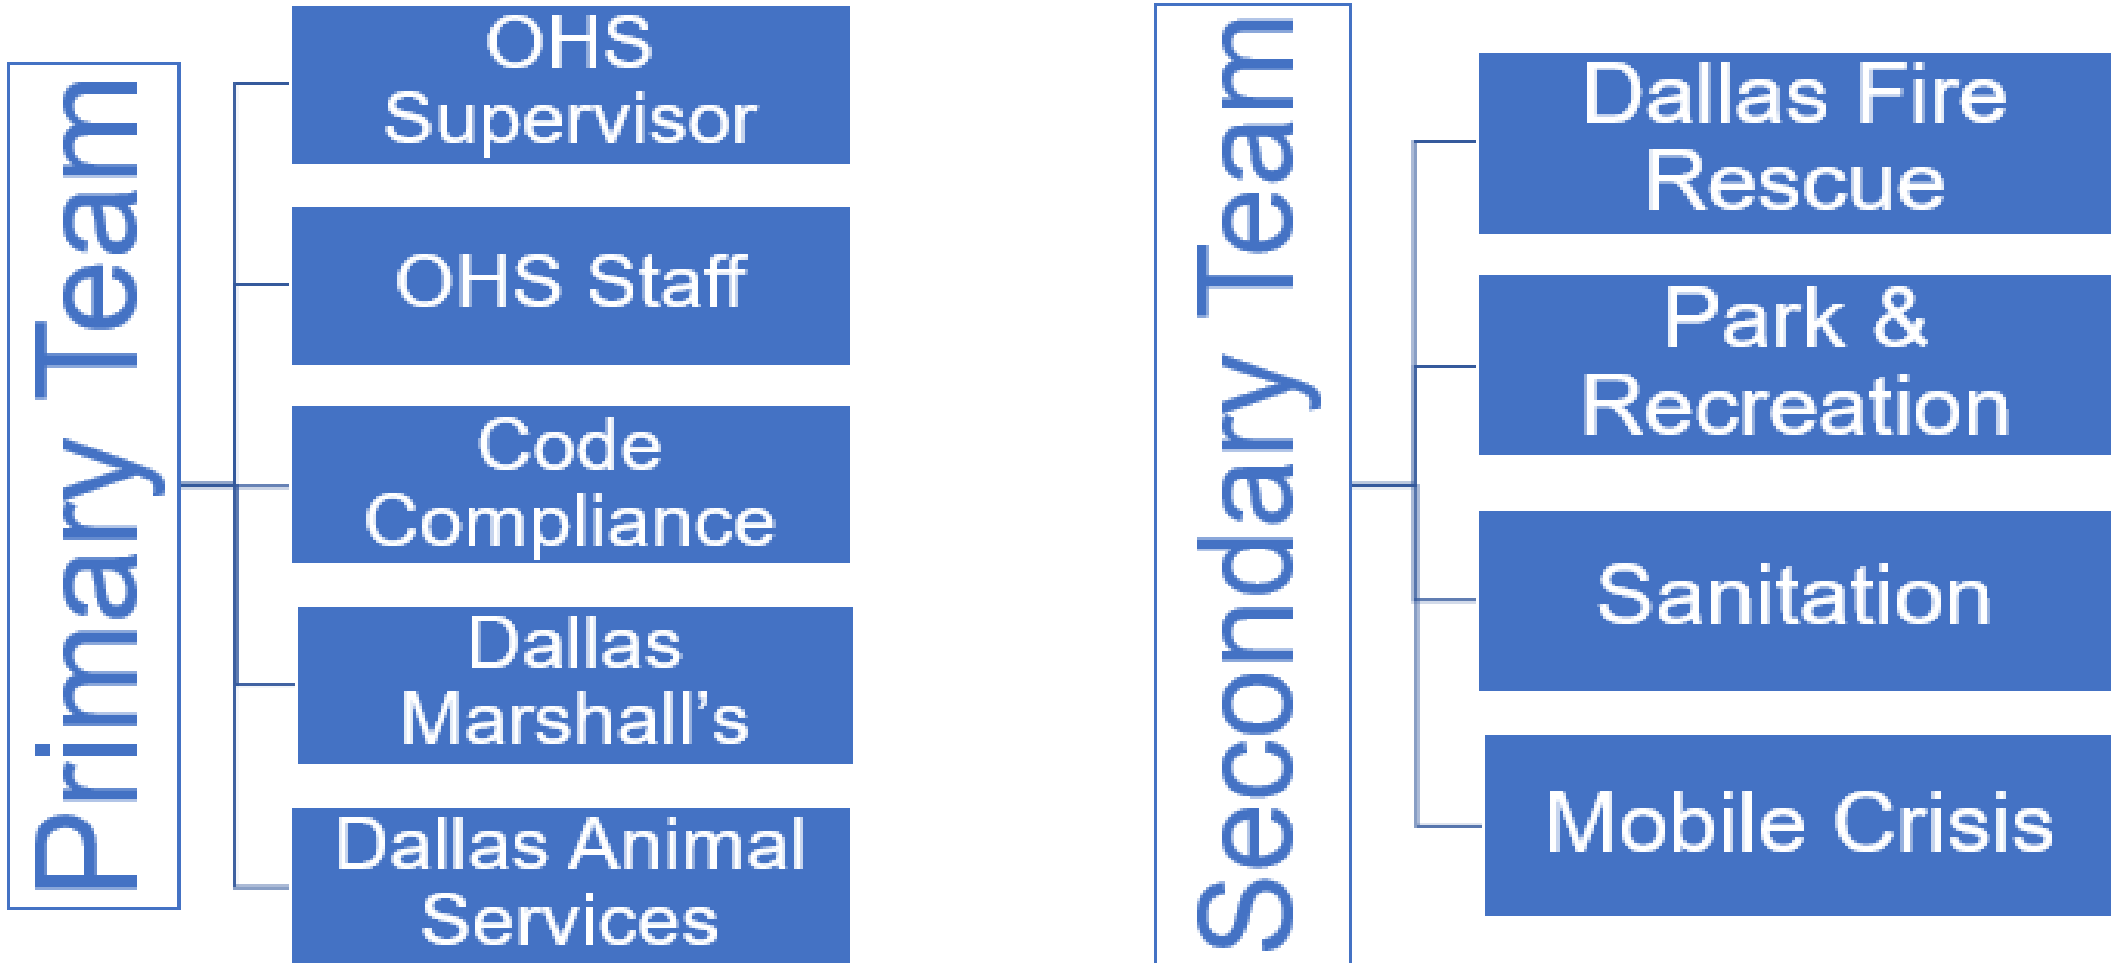 Primary Team
OHS
Supervisor
OHS Staff
Code
Compliance
Dallas
Marshall’s
Dallas Animal
Services
Secondary Team
Dallas Fire
Rescue
Park &
Recreation
Sanitation
Mobile Crisis